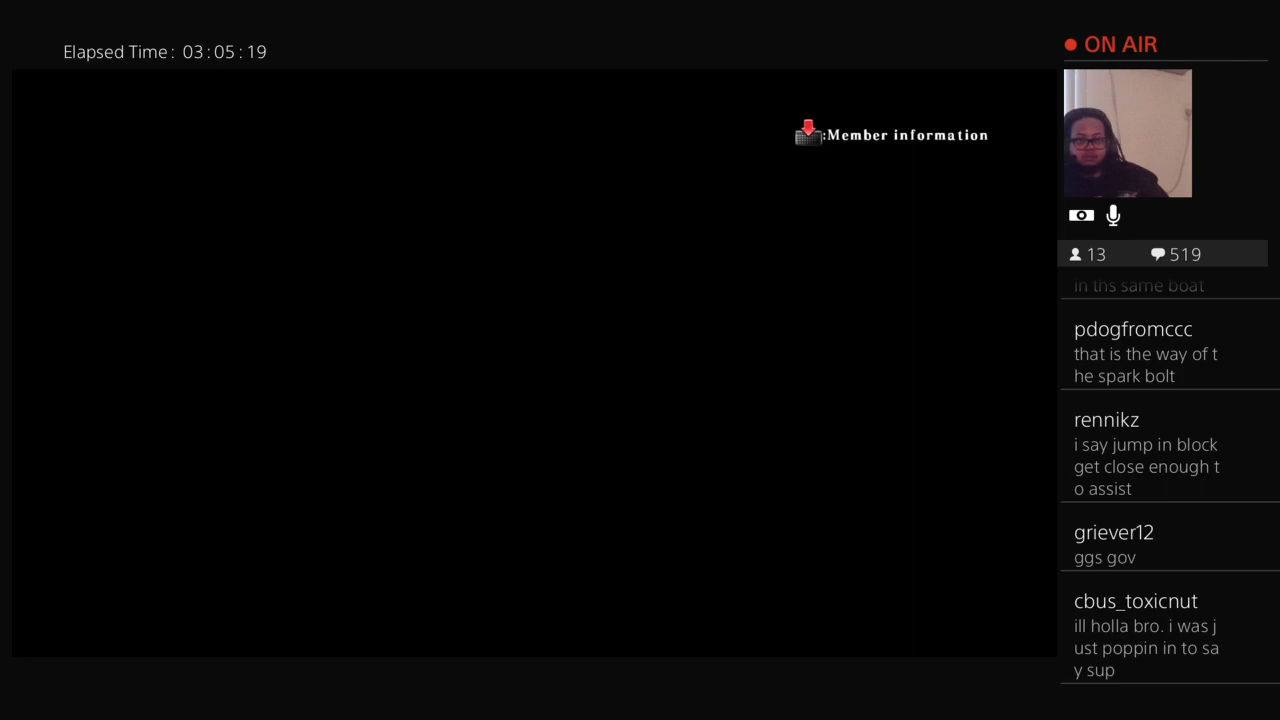 Elapsed Time: 03:05:19
ON AIR
:Member information
13 519
in ths same boat
pdogfromccc
that is the way of t
he spark bolt
rennikz
i say jump in block
get close enough t
o assist
griever12
ggs gov
cbus_toxicnut
ill holla bro. i was j
ust poppin in to sa
y sup